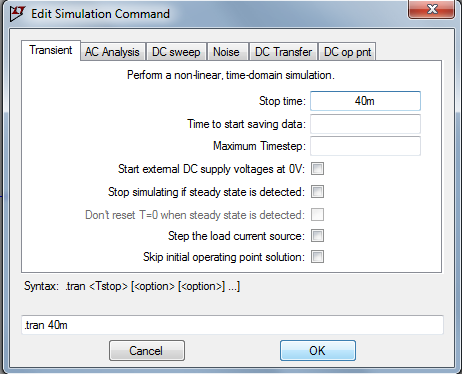 Edit Simulation Command
Transient AC Analysis DC sweep Noise DC Transfer DC op pnt
Perform a non-linear, time-domain simulation.
Stop time: 40m
Time to start saving data:
Maximum Timestep:
Start external DC supply voltages at 0V:
Stop simulating if steady state is detected:
Don't reset T=0 when steady state is detected:
Step the load current source:
Skip initial operating point solution:
Syntax: .tran <Tstop> [<option> [<option>] ...]
.tran 40m
Cancel OK